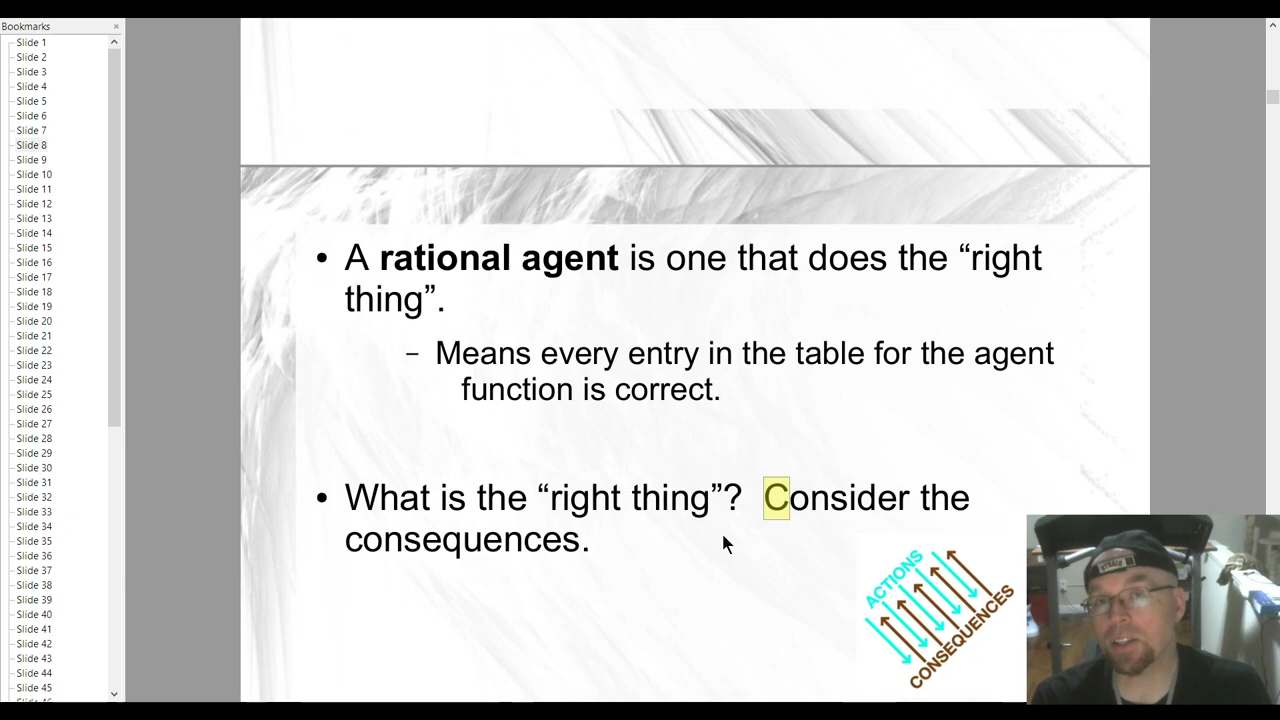 Bookmarks
Slide 1
Slide 2
Slide 3
Slide 4
Slide 5
Slide 6
Slide 7
Slide 8
Slide 9
Slide 10
Slide 11
Slide 12
Slide 13
Slide 14
Slide 15
Slide 16
Slide 17
Slide 18
Slide 19
Slide 20
Slide 21
Slide 22
Slide 23
Slide 24
Slide 25
Slide 26
Slide 27
Slide 28
Slide 29
Slide 30
Slide 31
Slide 32
Slide 33
Slide 34
Slide 35
Slide 36
Slide 37
Slide 38
Slide 39
Slide 40
Slide 41
Slide 42
Slide 43
Slide 44
Slide 45
• A rational agent is one that does the “right
thing”.
– Means every entry in the table for the agent
function is correct.
• What is the “right thing”? Consider the
consequences.
ACTIONS
CONSEQUENCES